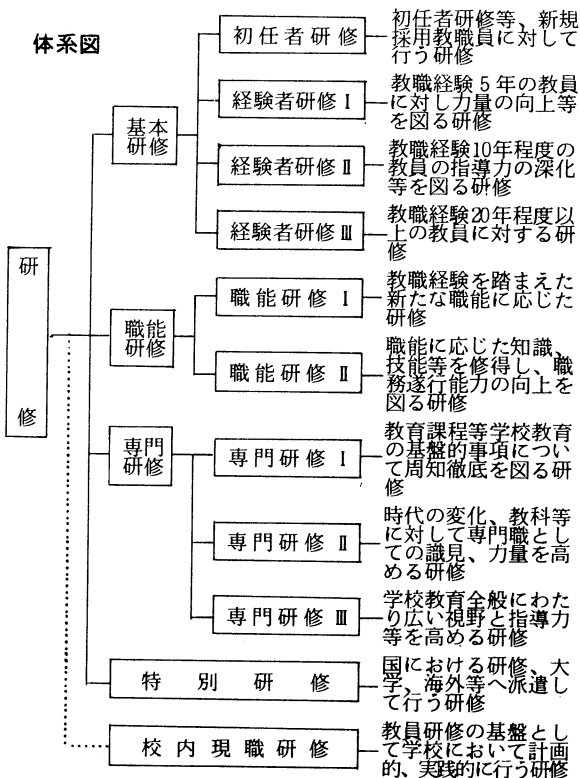 体系図
研修
基本
研修
初任者研修
初任者研修等、新規
採用教職員に対して
行う研修
経験者研修Ⅰ
教職経験5年の教員
に対し力量の向上等
を図る研修
経験者研修Ⅱ
教職経験10年程度の
教員の指導力の深化
等を図る研修
経験者研修Ⅲ
教職経験20年程度以
上の教員に対する研
修
職能
研修
職能研修Ⅰ
教職経験を踏まえた
新たな職能に応じた
研修
職能研修Ⅱ
職能に応じた知識、
技能等を修得し、職
務遂行能力の向上を
図る研修
専門
研修
専門研修Ⅰ
教育課程等学校教育
の基盤的事項につい
て周知徹底を図る研
修
専門研修Ⅱ
時代の変化、教科等
に対して専門職とし
ての識見、力量を高
める研修
専門研修Ⅲ
学校教育全般にわた
り広い視野と指導力
等を高める研修
特別研修
国における研修、大
学、海外等へ派遣し
て行う研修
校内現職研修
教員研修の基盤とし
て学校において計画
的、実践的に行う研修